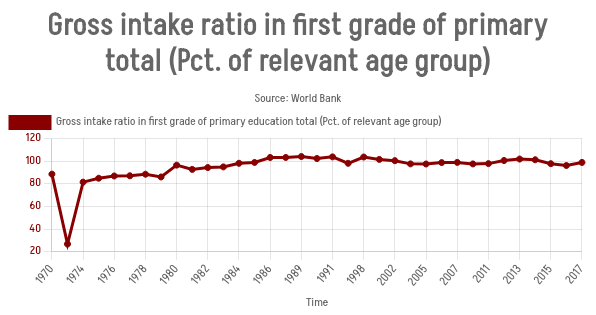 Gross intake ratio in first grade of primary
total (Pct. of relevant age group)
Source: World Bank
Gross intake ratio in first grade of primary education total (Pct. of relevant age group)
120
100
80
60
40
20
1970 1974 1976 1978 1980 1982 1984 1986 1989 1991 1998 2002 2005 2007 2011 2013 2015 2017
Time